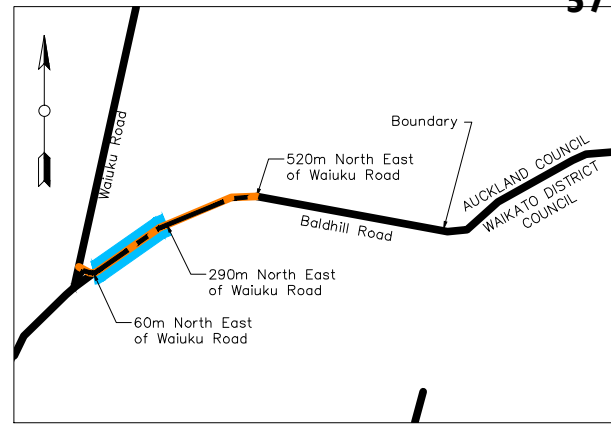 Waiuku Road
Boundary
AUCKLAND COUNCIL
WAIKATO DISTRICT
COUNCIL
520m North East
of Waiuku Road
Baldhill Road
290m North East
of Waiuku Road
60m North East
of Waiuku Road